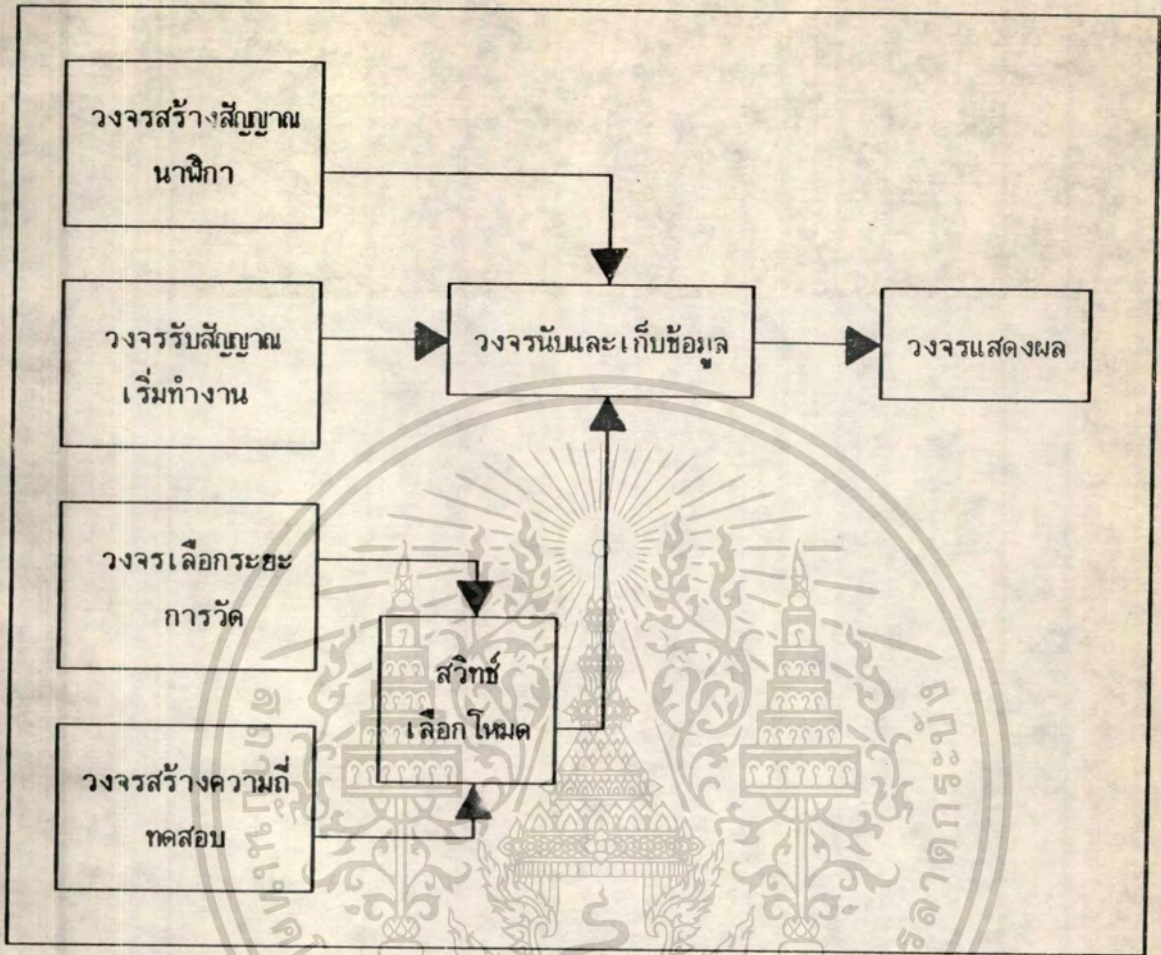 วงจรสร้างสัญญาณ
นาฬิกา
วงจรรับสัญญาณ
เริ่มทำงาน
วงจรนับและเก็บข้อมูล
วงจรแสดงผล
วงจรเลือกระยะ
การวัด
สวิทช์
เลือกโหมด
วงจรสร้างความถี่
ทดสอบ